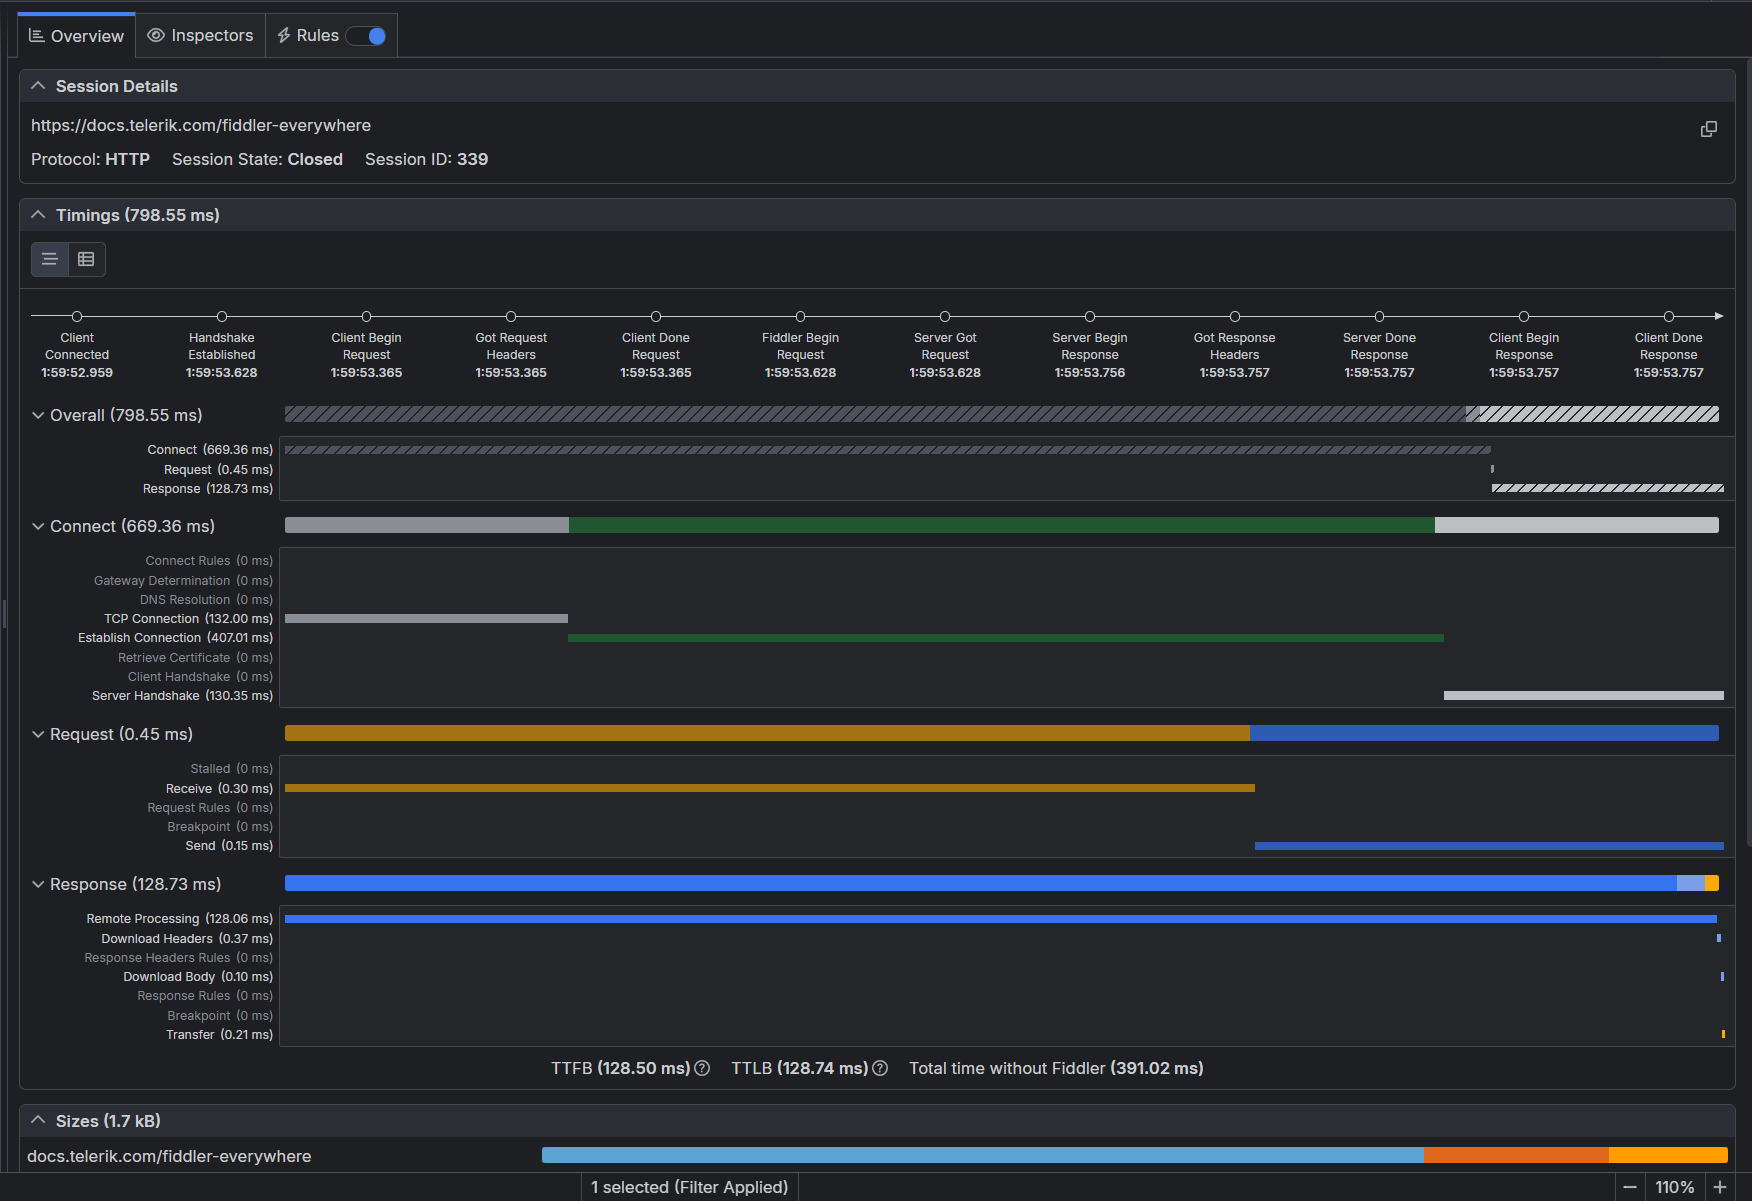 Overview
Inspectors
Rules
Session Details
https://docs.telerik.com/fiddler-everywhere
Protocol: HTTP Session State: Closed Session ID: 339
Timings (798.55 ms)
Client Connected 1:59:52.959
Handshake Established 1:59:53.628
Client Begin Request 1:59:53.365
Got Request Headers 1:59:53.365
Client Done Request 1:59:53.365
Fiddler Begin Request 1:59:53.628
Server Got Request 1:59:53.628
Server Begin Response 1:59:53.756
Got Response Headers 1:59:53.757
Server Done Response 1:59:53.757
Client Begin Response 1:59:53.757
Client Done Response 1:59:53.757
Overall (798.55 ms)
Connect (669.36 ms)
Request (0.45 ms)
Response (128.73 ms)
Connect (669.36 ms)
Connect Rules (0 ms)
Gateway Determination (0 ms)
DNS Resolution (0 ms)
TCP Connection (132.00 ms)
Establish Connection (407.01 ms)
Retrieve Certificate (0 ms)
Client Handshake (0 ms)
Server Handshake (130.35 ms)
Request (0.45 ms)
Stalled (0 ms)
Receive (0.30 ms)
Request Rules (0 ms)
Breakpoint (0 ms)
Send (0.15 ms)
Response (128.73 ms)
Remote Processing (128.06 ms)
Download Headers (0.37 ms)
Response Headers Rules (0 ms)
Download Body (0.10 ms)
Response Rules (0 ms)
Breakpoint (0 ms)
Transfer (0.21 ms)
TTFB (128.50 ms) TTLB (128.74 ms) Total time without Fiddler (391.02 ms)
Sizes (1.7 kB)
docs.telerik.com/fiddler-everywhere
1 selected (Filter Applied)
110%